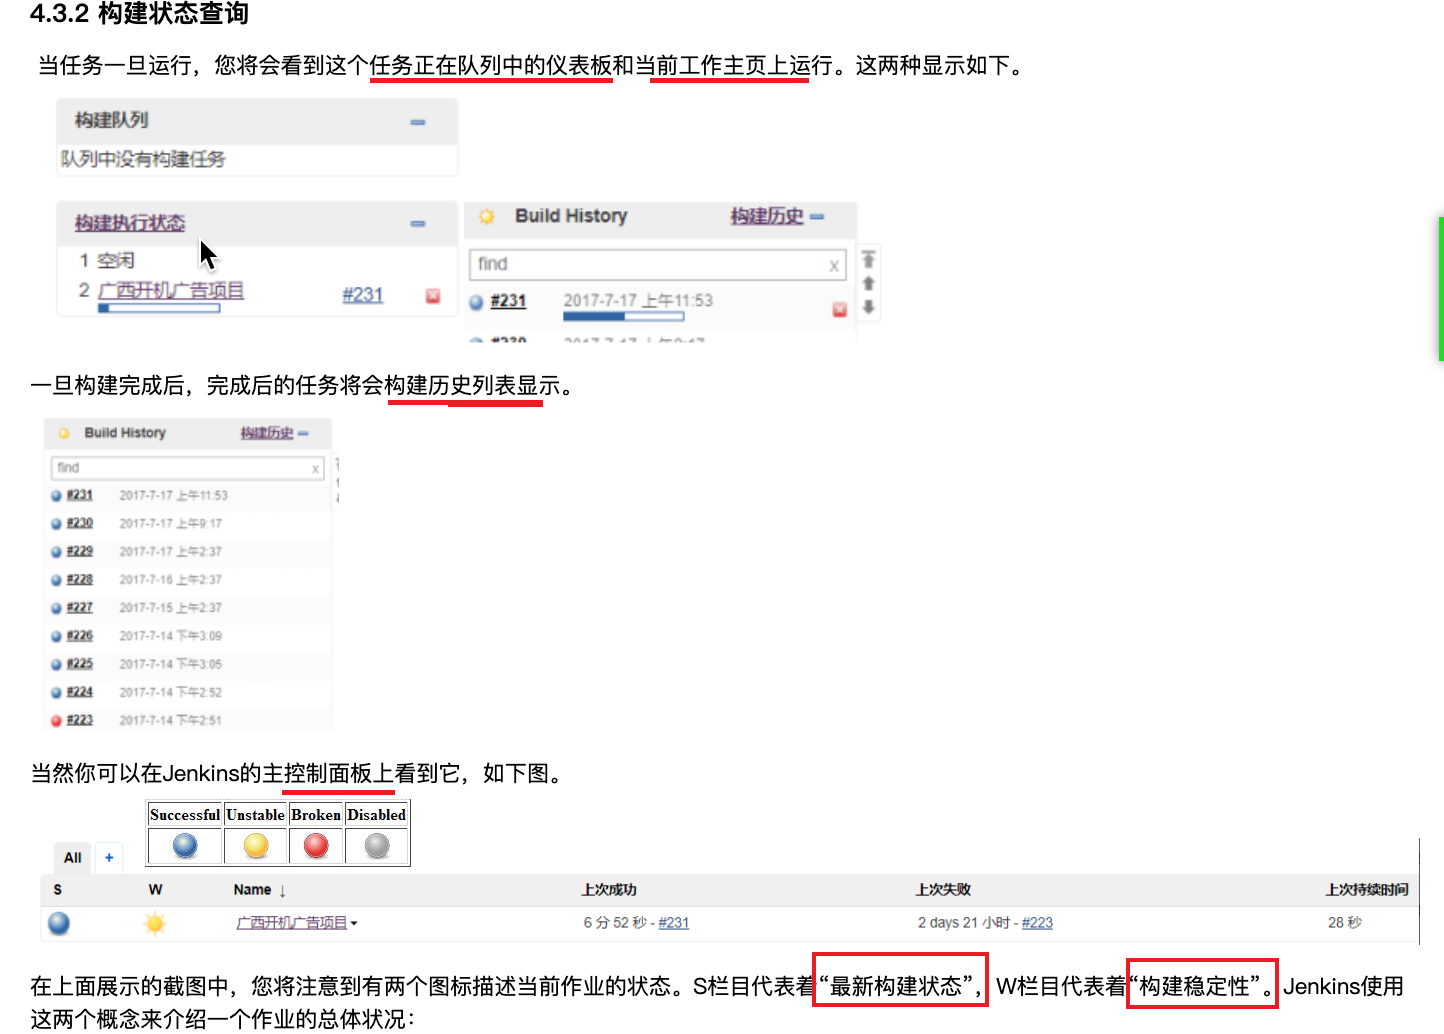 4.3.2 构建状态查询
当任务一旦运行，您将会看到这个任务正在队列中的仪表板和当前工作主页上运行。这两种显示如下。
构建队列
队列中没有构建任务
构建执行状态
1 空闲
2 广西开机广告项目 #231
Build History 构建历史
find x
#231 2017-7-17 上午11:53
#230 2017-7-17 上午9:17
一旦构建完成后，完成后的任务将会构建历史列表显示。
Build History 构建历史
find x
#231 2017-7-17 上午11:53
#230 2017-7-17 上午9:17
#229 2017-7-17 上午2:37
#228 2017-7-16 上午2:37
#227 2017-7-15 上午2:37
#226 2017-7-14 下午3:09
#225 2017-7-14 下午3:05
#224 2017-7-14 下午2:52
#223 2017-7-14 下午2:51
当然你可以在Jenkins的主控制面板上看到它，如下图。
Successful Unstable Broken Disabled
All +
S W Name ↓ 上次成功 上次失败 上次持续时间
广西开机广告项目 6 分 52 秒 - #231 2 days 21 小时 - #223 28 秒
在上面展示的截图中，您将注意到有两个图标描述当前作业的状态。S栏目代表着“最新构建状态”，W栏目代表着“构建稳定性”。Jenkins使用
这两个概念来介绍一个作业的总体状况：